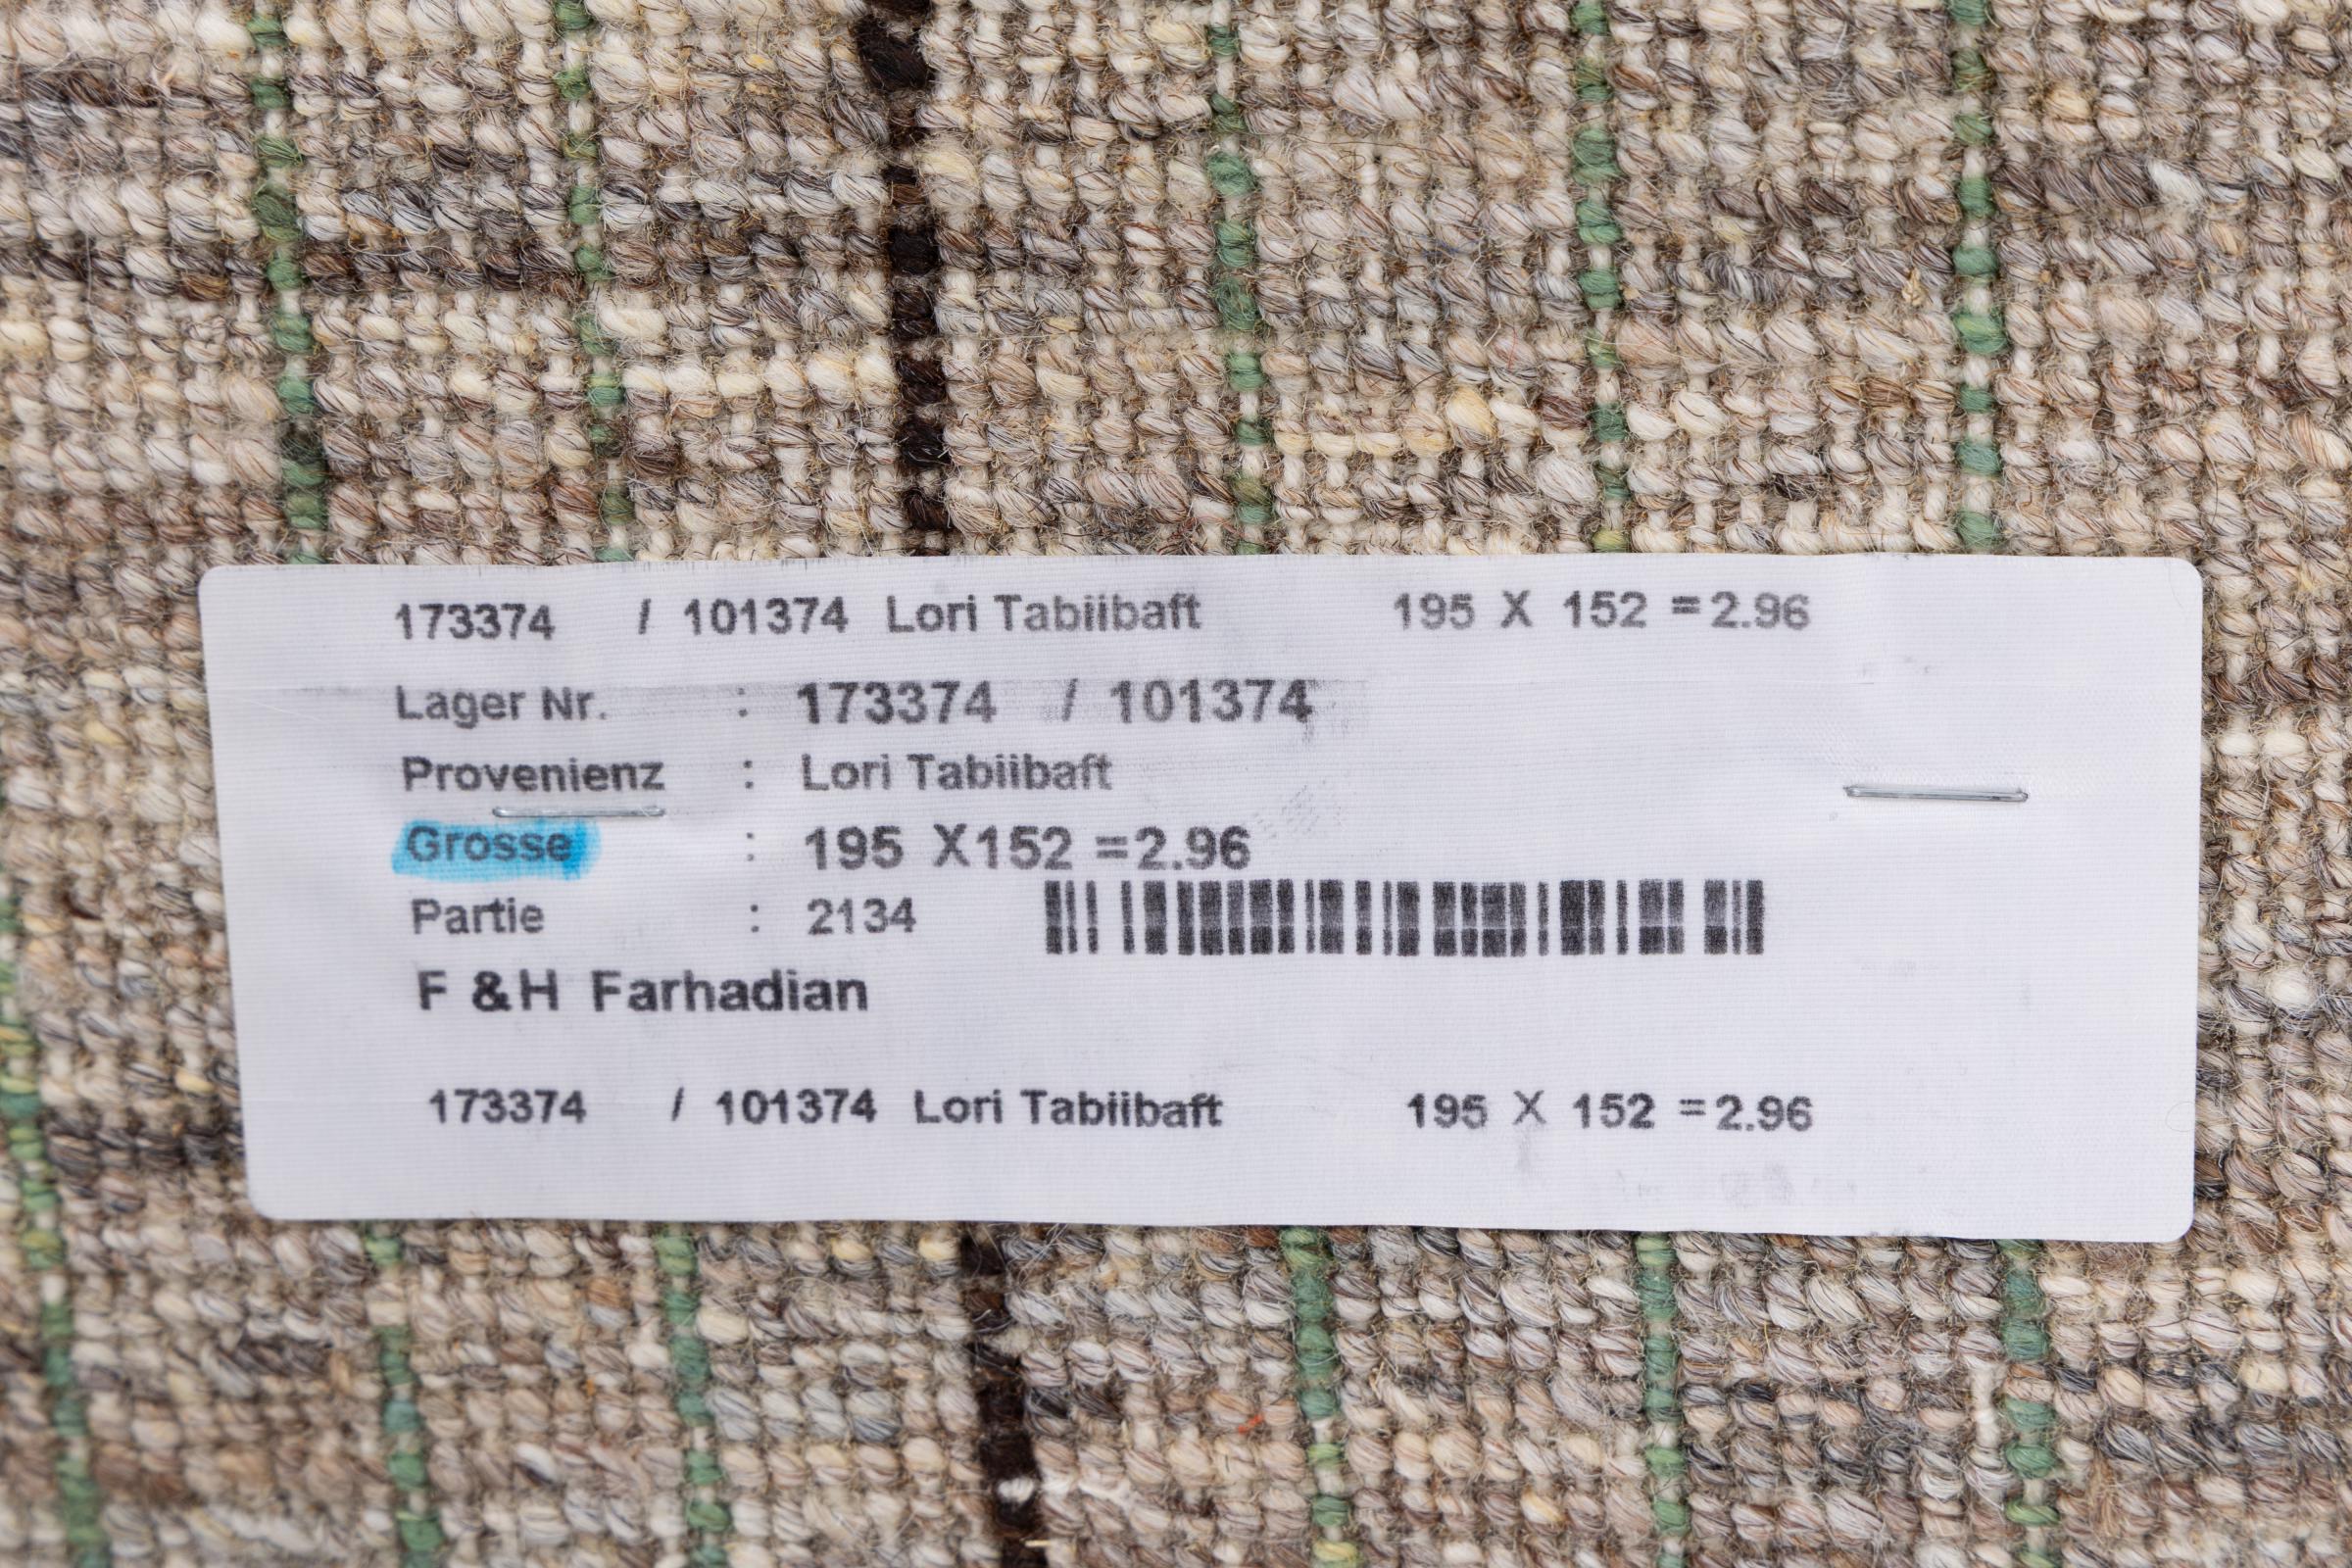 173374 / 101374 Lori Tabiibaft 195 X 152 =2.96
Lager Nr. : 173374 / 101374
Provenienz : Lori Tabiibaft
Grosse : 195 X152 =2.96
Partie : 2134
F &H Farhadian
173374 / 101374 Lori Tabiibaft 195 X 152 =2.96